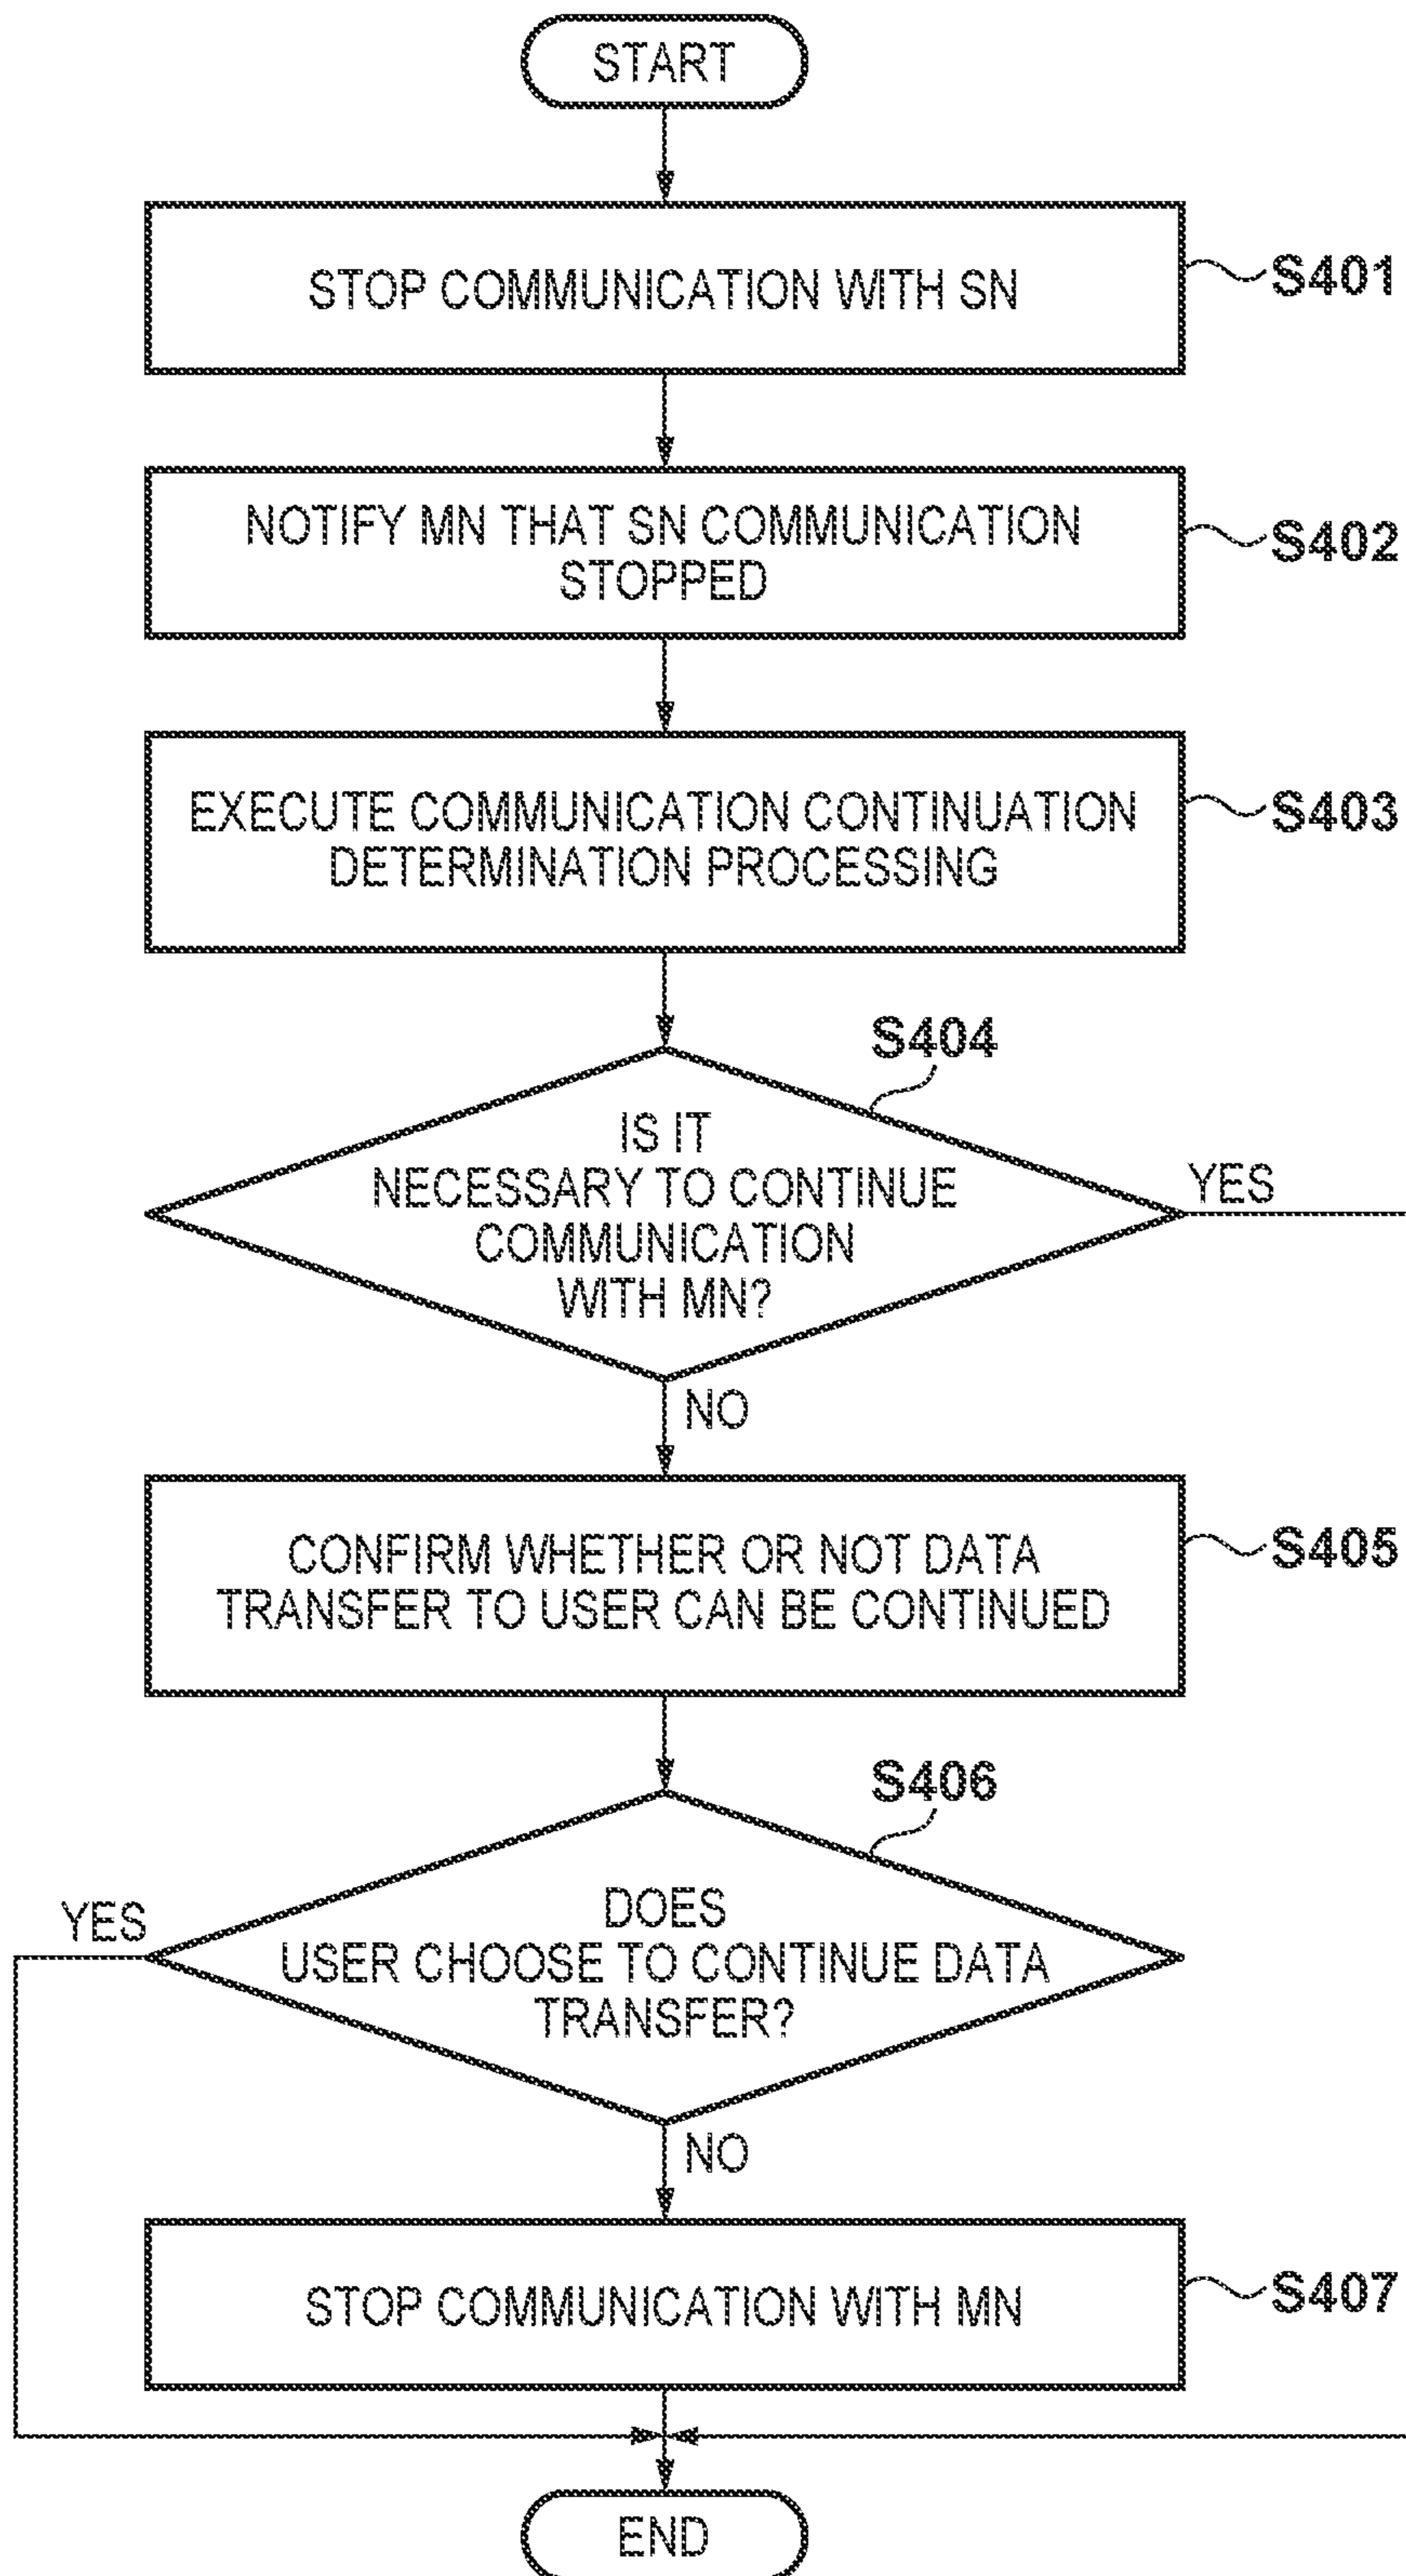 START
STOP COMMUNICATION WITH SN
S401
NOTIFY MN THAT SN COMMUNICATION
STOPPED
S402
EXECUTE COMMUNICATION CONTINUATION
DETERMINATION PROCESSING
S403
S404
IS IT
NECESSARY TO CONTINUE
COMMUNICATION
WITH MN?
YES
NO
CONFIRM WHETHER OR NOT DATA
TRANSFER TO USER CAN BE CONTINUED
S405
S406
DOES
USER CHOOSE TO CONTINUE DATA
TRANSFER?
YES
NO
STOP COMMUNICATION WITH MN
S407
END